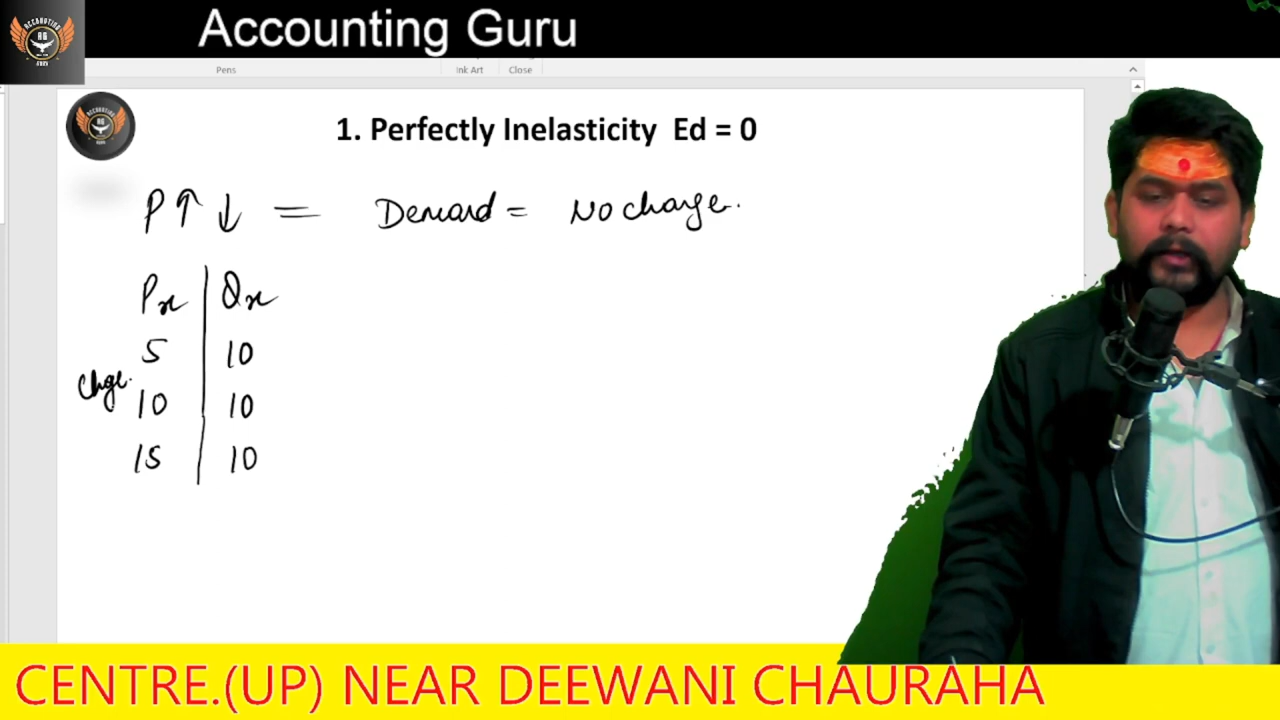 Accounting Guru
Pens
Ink Art
Close
1. Perfectly Inelasticity Ed = 0
P↑ ↓ = Demand = No change.
Px | Qx
5 | 10
Chge.
10 | 10
15 | 10
CENTRE.(UP) NEAR DEEWANI CHAURAHA